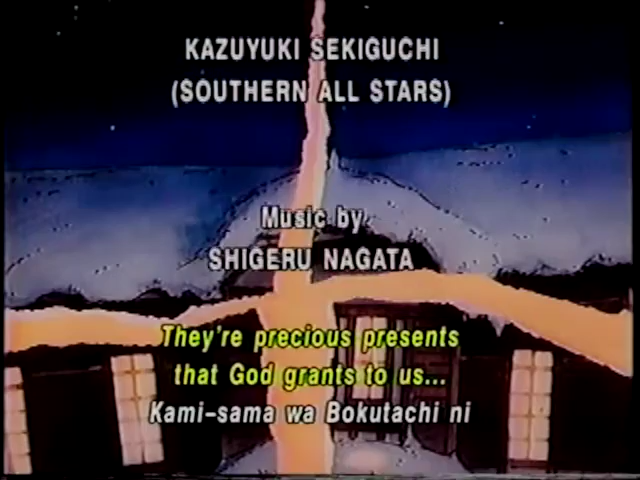 KAZUYUKI SEKIGUCHI
(SOUTHERN ALL STARS)
Music by
SHIGERU NAGATA
They're precious presents
that God grants to us...
Kami-sama wa Bokutachi ni